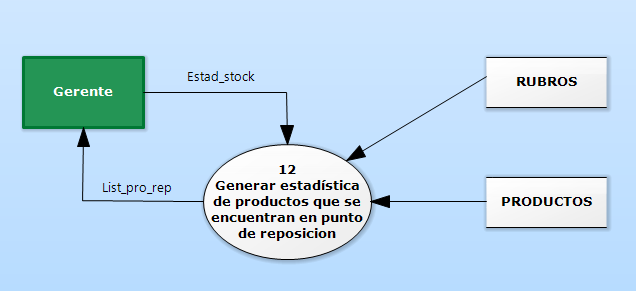 Estad_stock
Gerente
RUBROS
12
Generar estadística
de productos que se
encuentran en punto
de reposicion
List_pro_rep
PRODUCTOS